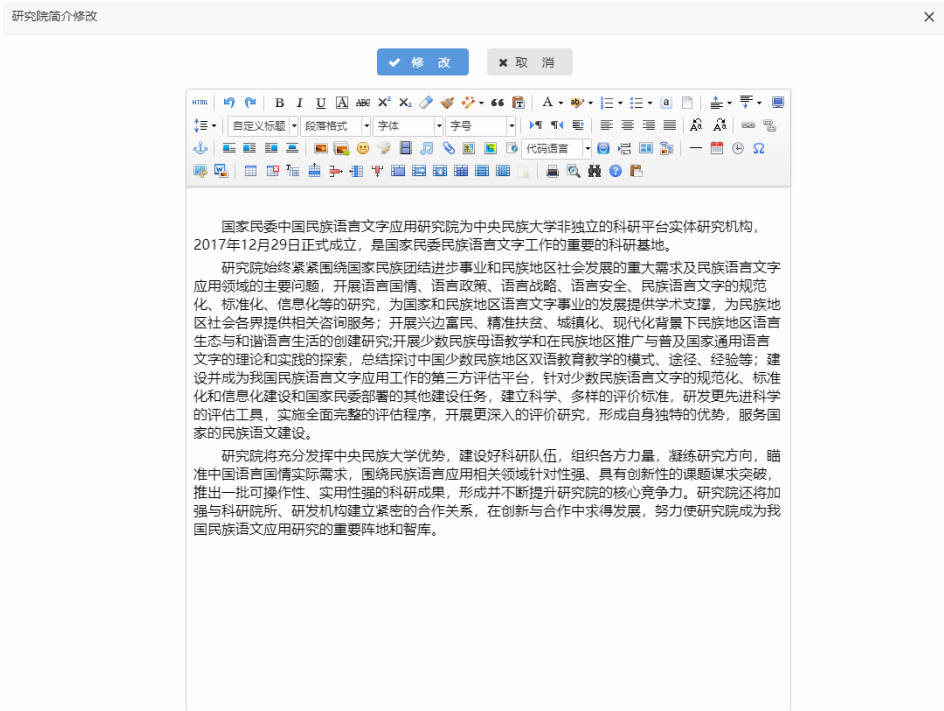 研究院简介修改
修 改 取 消
HTML B I U A ABC X² X₂ A ab a
自定义标题 段落格式 字体 字号
代码语言
国家民委中国民族语言文字应用研究院为中央民族大学非独立的科研平台实体研究机构，
2017年12月29日正式成立，是国家民委民族语言文字工作的重要的科研基地。
研究院始终紧紧围绕国家民族团结进步事业和民族地区社会发展的重大需求及民族语言文字
应用领域的主要问题，开展语言国情、语言政策、语言战略、语言安全、民族语言文字的规范
化、标准化、信息化等的研究，为国家和民族地区语言文字事业的发展提供学术支撑，为民族地
区社会各界提供相关咨询服务；开展兴边富民、精准扶贫、城镇化、现代化背景下民族地区语言
生态与和谐语言生活的创建研究;开展少数民族母语教学和在民族地区推广与普及国家通用语言
文字的理论和实践的探索，总结探讨中国少数民族地区双语教育教学的模式、途径、经验等；建
设并成为我国民族语言文字应用工作的第三方评估平台，针对少数民族语言文字的规范化、标准
化和信息化建设和国家民委部署的其他建设任务，建立科学、多样的评价标准，研发更先进科学
的评估工具，实施全面完整的评估程序，开展更深入的评价研究，形成自身独特的优势，服务国
家的民族语文建设。
研究院将充分发挥中央民族大学优势，建设好科研队伍，组织各方力量，凝练研究方向，瞄
准中国语言国情实际需求，围绕民族语言应用相关领域针对性强、具有创新性的课题谋求突破，
推出一批可操作性、实用性强的科研成果，形成并不断提升研究院的核心竞争力。研究院还将加
强与科研院所、研发机构建立紧密的合作关系，在创新与合作中求得发展，努力使研究院成为我
国民族语文应用研究的重要阵地和智库。